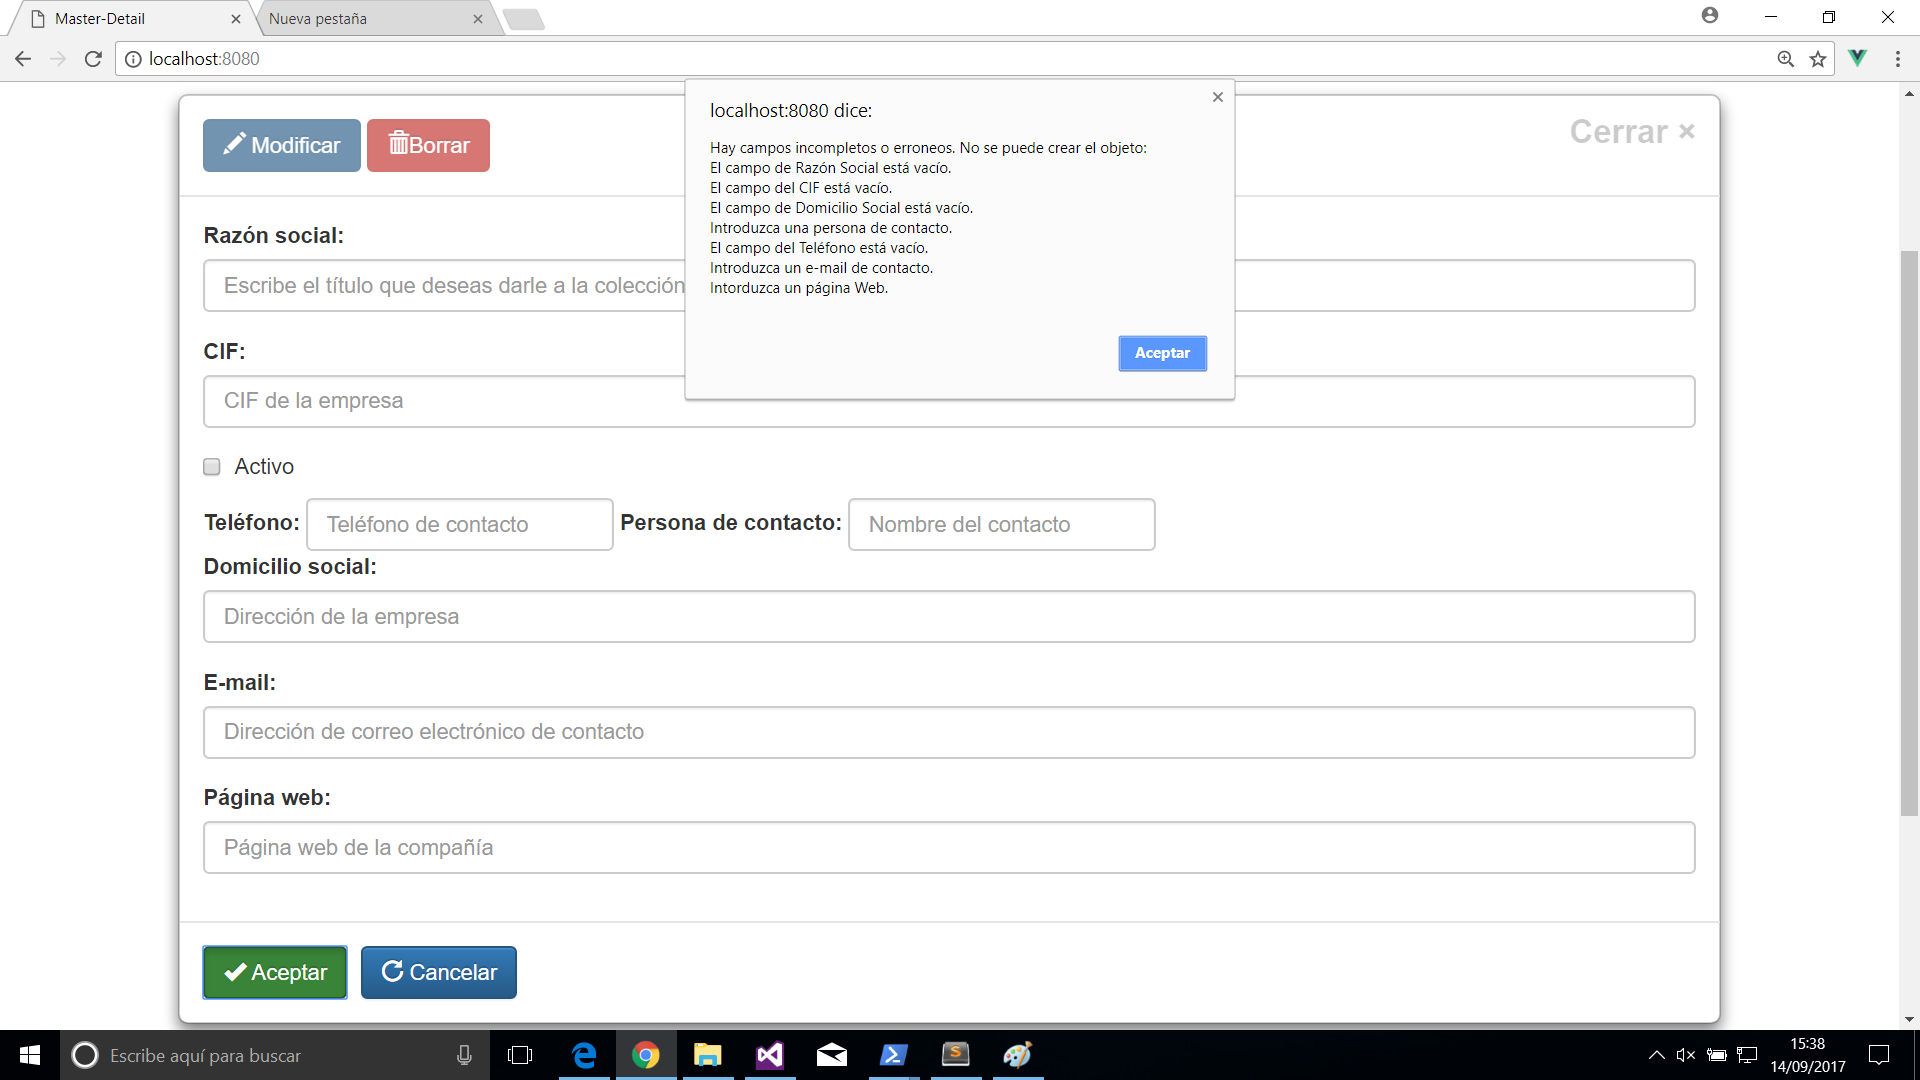 Master-Detail
Nueva pestaña
localhost:8080
localhost:8080 dice:
Hay campos incompletos o erroneos. No se puede crear el objeto:
El campo de Razón Social está vacío.
El campo del CIF está vacío.
El campo de Domicilio Social está vacío.
Introduzca una persona de contacto.
El campo del Teléfono está vacío.
Introduzca un e-mail de contacto.
Intorduzca un página Web.
Aceptar
Modificar Borrar
Cerrar ×
Razón social:
Escribe el título que deseas darle a la colección
CIF:
CIF de la empresa
Activo
Teléfono: Teléfono de contacto Persona de contacto: Nombre del contacto
Domicilio social:
Dirección de la empresa
E-mail:
Dirección de correo electrónico de contacto
Página web:
Página web de la compañía
Aceptar Cancelar
Escribe aquí para buscar
15:38
14/09/2017